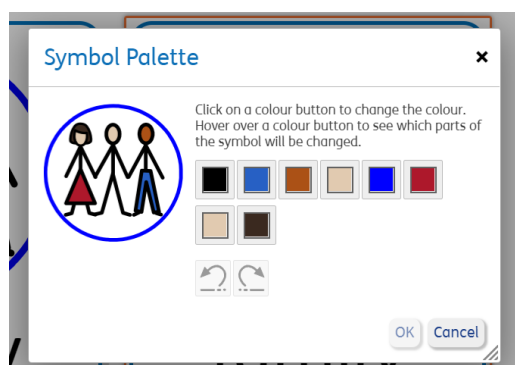 Symbol Palette
Click on a colour button to change the colour.
Hover over a colour button to see which parts of
the symbol will be changed.
OK
Cancel